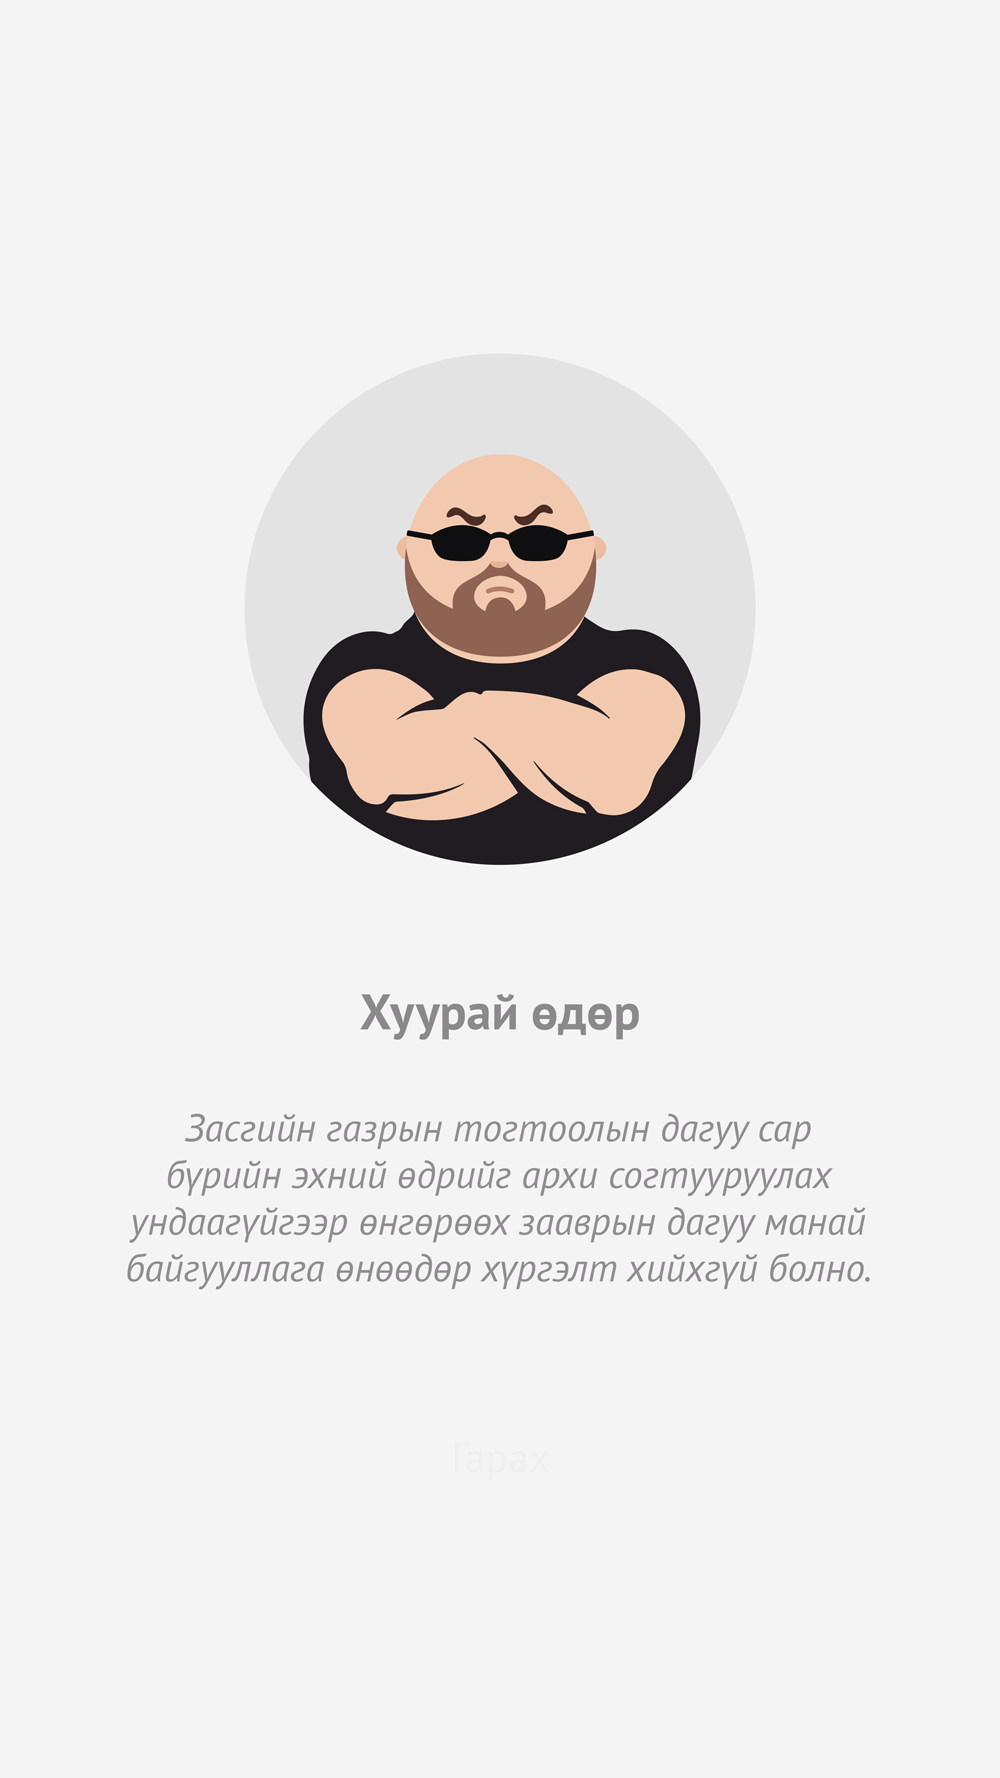 Хуурай өдөр
Засгийн газрын тогтоолын дагуу сар
бүрийн эхний өдрийг архи согтууруулах
ундаагүйгээр өнгөрөөх зааврын дагуу манай
байгууллага өнөөдөр хүргэлт хийхгүй болно.
Гарах